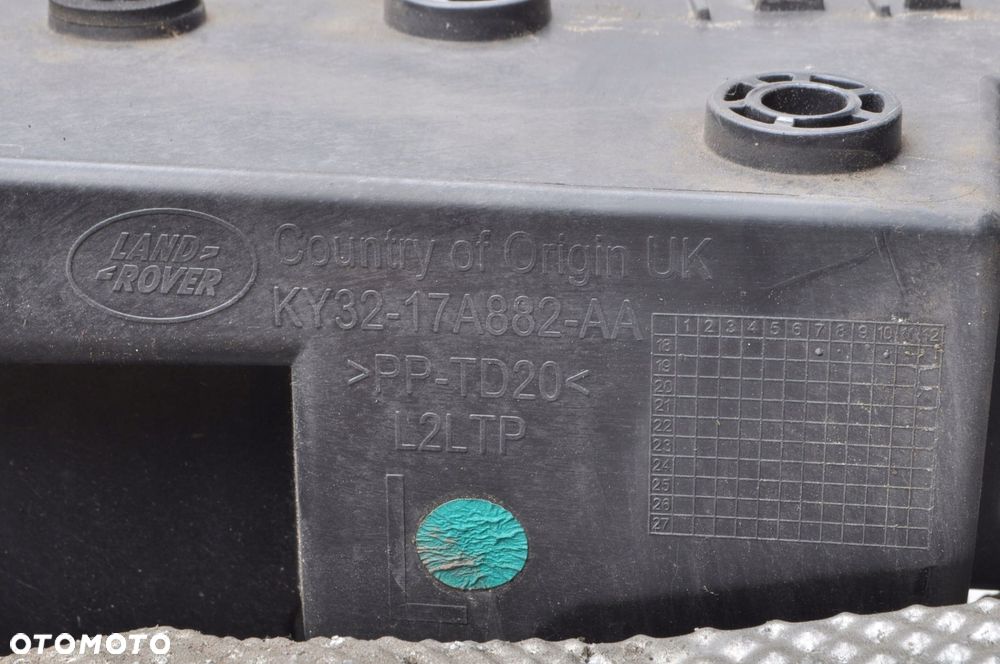 LAND
ROVER
Country of Origin UK
KY32-17A882-AA
>PP-TD20<
L2LTP
L
1 2 3 4 5 6 7 8 9 10 11 12
18
19
20
21
22
23
24
25
26
27
OTOMOTO